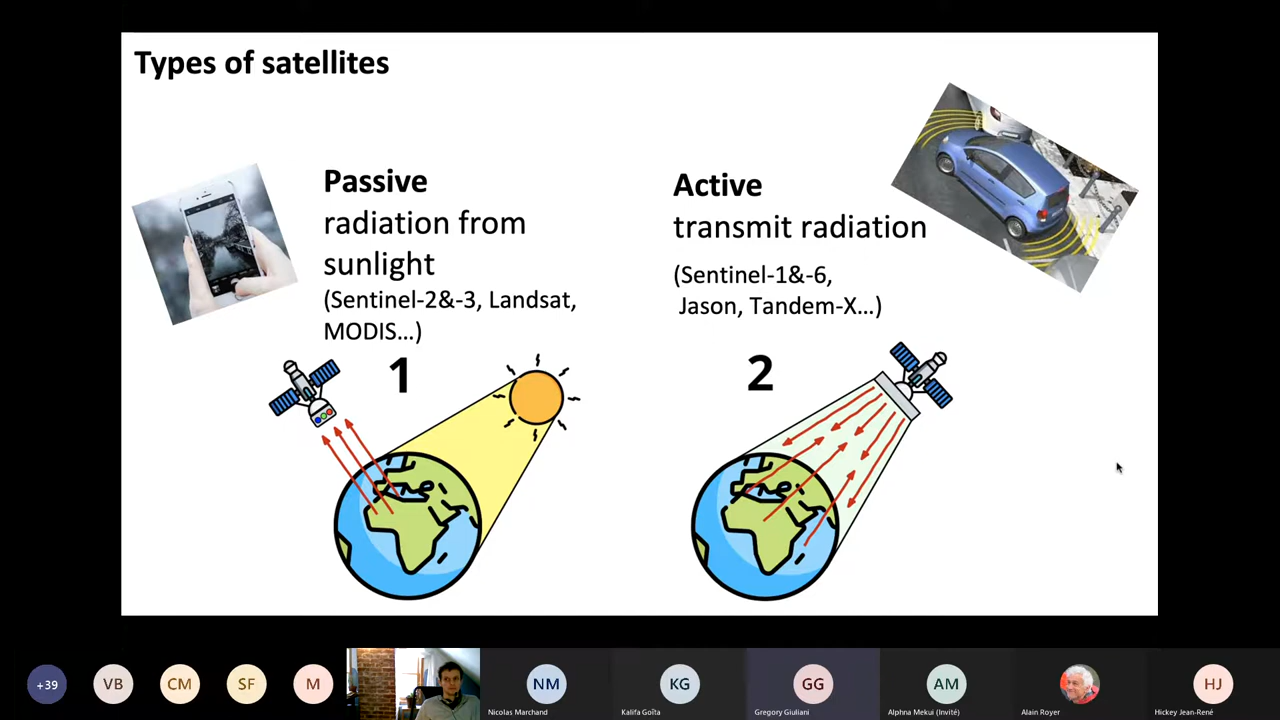 Types of satellites
Passive
radiation from
sunlight
(Sentinel-2&-3, Landsat,
MODIS...)
1
Active
transmit radiation
(Sentinel-1&-6,
Jason, Tandem-X...)
2
+39
VB
CM
SF
M
NM
Nicolas Marchand
KG
Kalifa Goïta
GG
Gregory Giuliani
AM
Alphna Mekui (Invité)
Alain Royer
HJ
Hickey Jean-René